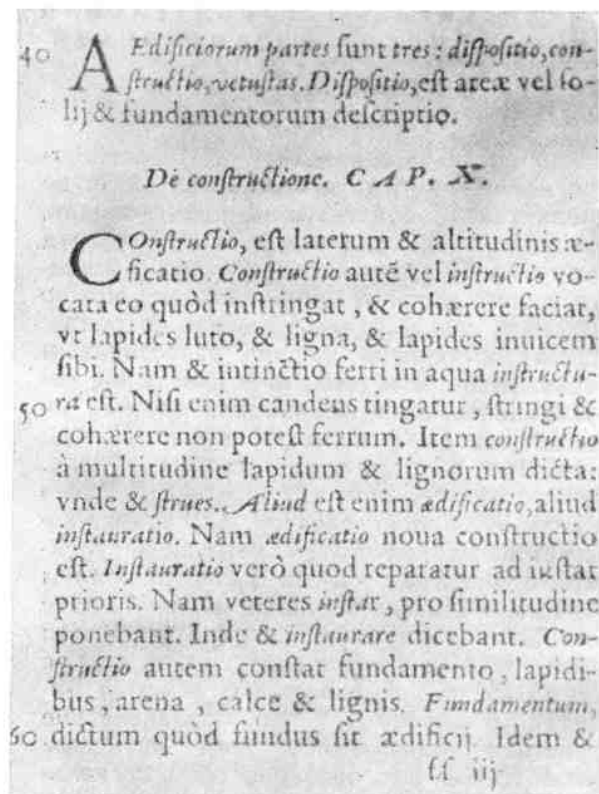 40 AEdificiorum partes sunt tres: dispositio, con-
structio, vetustas. Dispositio, est areæ vel so-
lij & fundamentorum descriptio.
De constructione. CAP. X.
COnstructio, est laterum & altitudinis æ-
ficatio. Constructio autē vel instructio vo-
cata eo quòd instringat, & cohærere faciat,
vt lapides luto, & ligna, & lapides inuicem
sibi. Nam & intinctio ferri in aqua instructu-
50 ra est. Nisi enim candens tingatur, stringi &
cohærere non potest ferrum. Item constructio
à multitudine lapidum & lignorum dicta:
vnde & strues. Aliud est enim ædificatio, aliud
instauratio. Nam ædificatio noua constructio
est. Instauratio verò quod reparatur ad instar
prioris. Nam veteres instar, pro similitudine
ponebant. Inde & instaurare dicebant. Con-
structio autem constat fundamento, lapidi-
bus, arena, calce & lignis. Fundamentum,
60 dictum quòd fundus sit ædificij. Idem &
ss iij